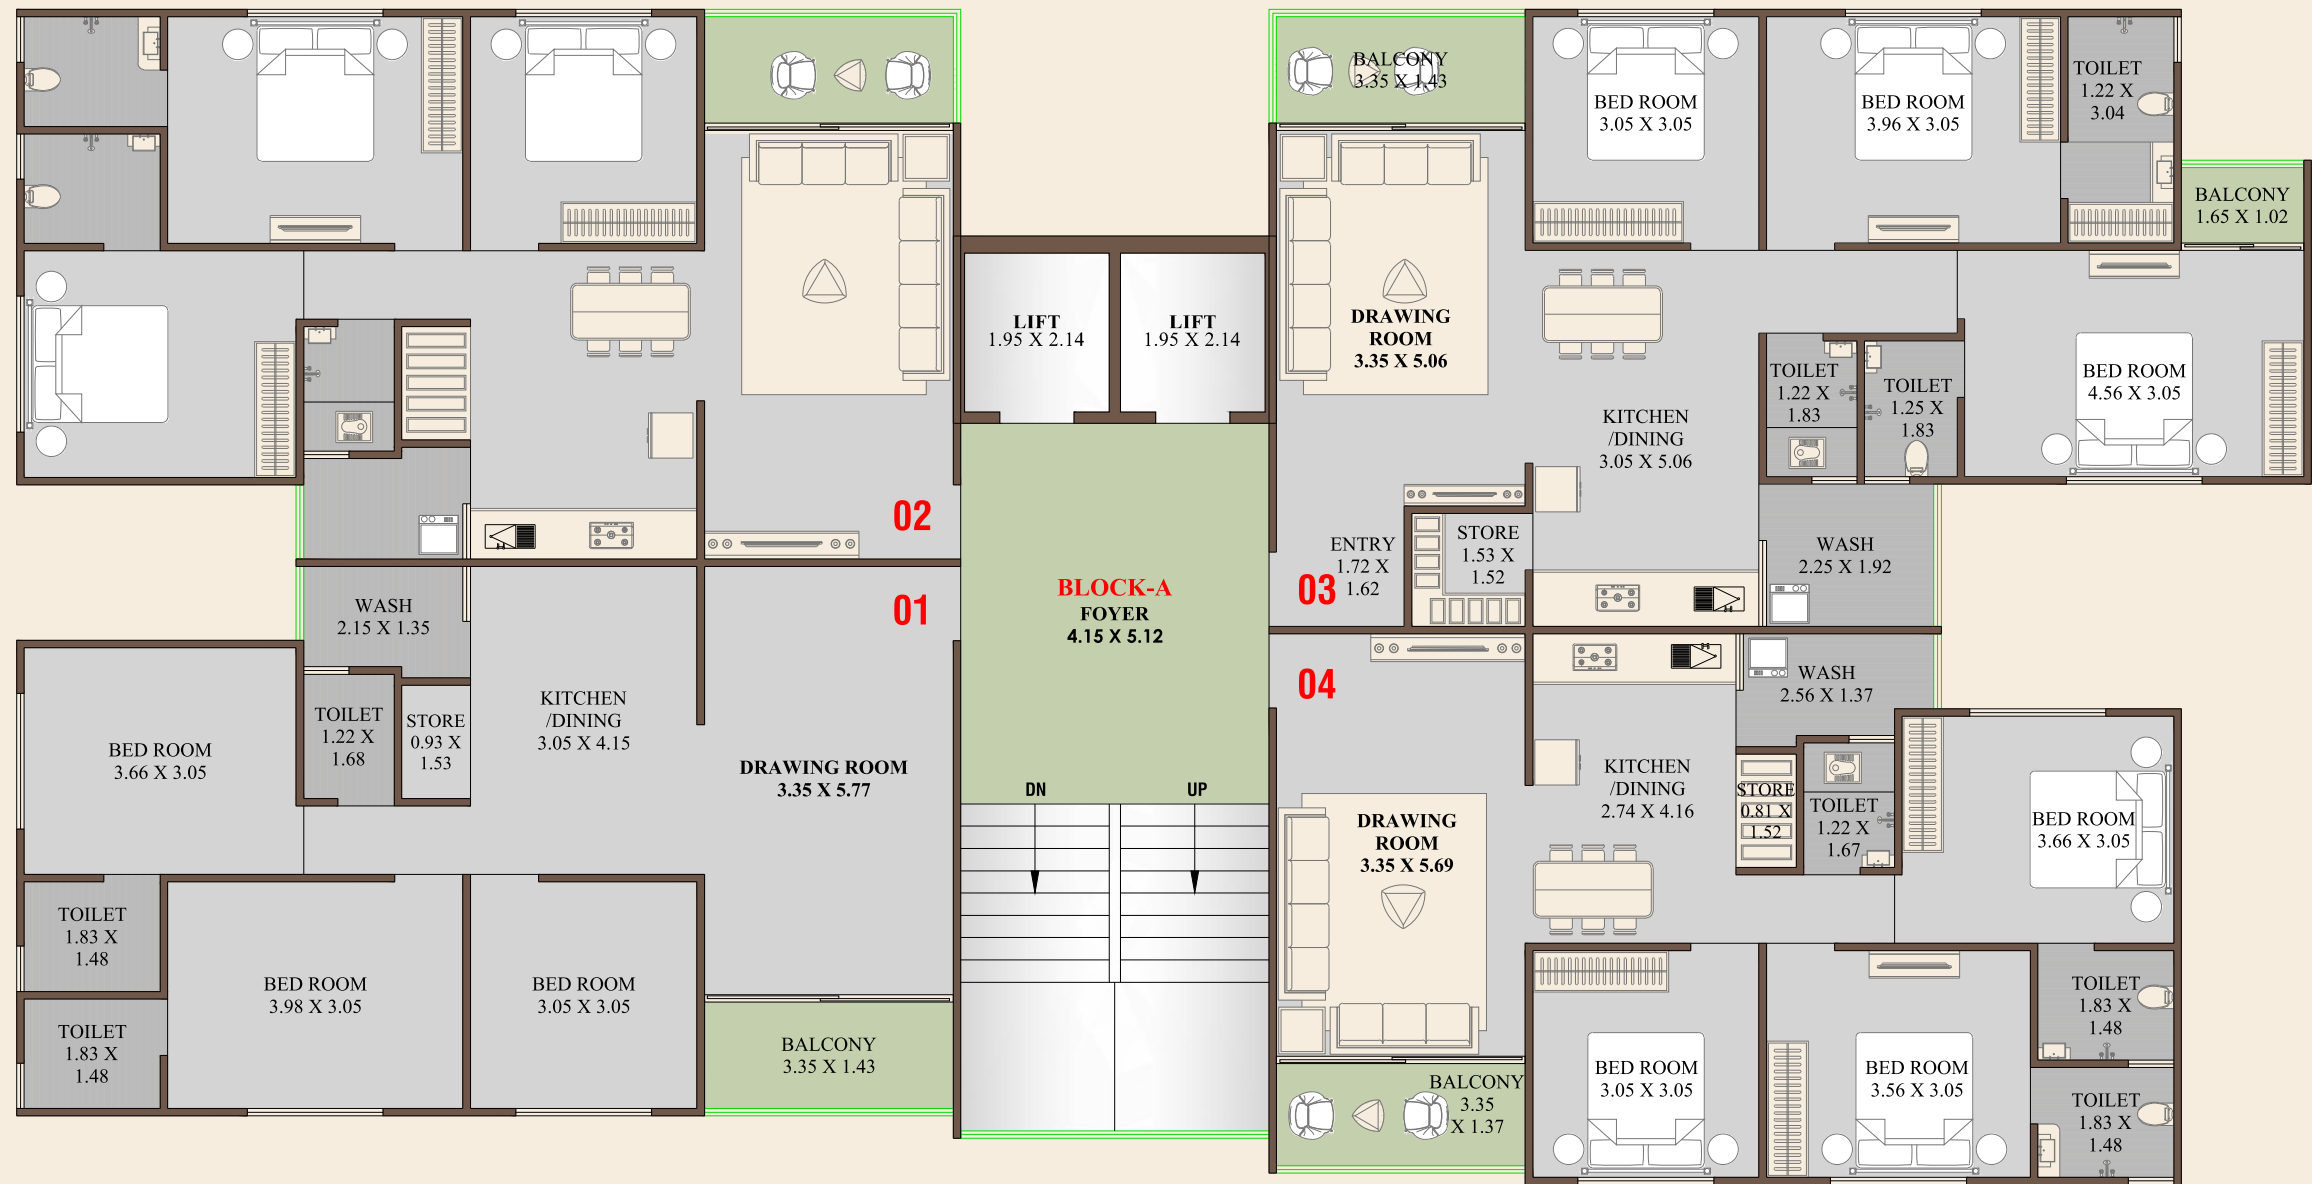 BALCONY
3.35 X 1.43
BED ROOM
3.05 X 3.05
BED ROOM
3.96 X 3.05
TOILET
1.22 X
3.04
BALCONY
1.65 X 1.02
LIFT
1.95 X 2.14
LIFT
1.95 X 2.14
DRAWING
ROOM
3.35 X 5.06
KITCHEN
/DINING
3.05 X 5.06
TOILET
1.22 X
1.83
TOILET
1.25 X
1.83
BED ROOM
4.56 X 3.05
02
01
BLOCK-A
FOYER
4.15 X 5.12
ENTRY
1.72 X
1.62
03
STORE
1.53 X
1.52
WASH
2.25 X 1.92
WASH
2.15 X 1.35
04
WASH
2.56 X 1.37
BED ROOM
3.66 X 3.05
TOILET
1.22 X
1.68
STORE
0.93 X
1.53
KITCHEN
/DINING
3.05 X 4.15
DRAWING ROOM
3.35 X 5.77
DN
UP
DRAWING
ROOM
3.35 X 5.69
KITCHEN
/DINING
2.74 X 4.16
STORE
0.81 X
1.52
TOILET
1.22 X
1.67
BED ROOM
3.66 X 3.05
TOILET
1.83 X
1.48
TOILET
1.83 X
1.48
BED ROOM
3.98 X 3.05
BED ROOM
3.05 X 3.05
BALCONY
3.35 X 1.43
BALCONY
3.35
X 1.37
BED ROOM
3.05 X 3.05
BED ROOM
3.56 X 3.05
TOILET
1.83 X
1.48
TOILET
1.83 X
1.48